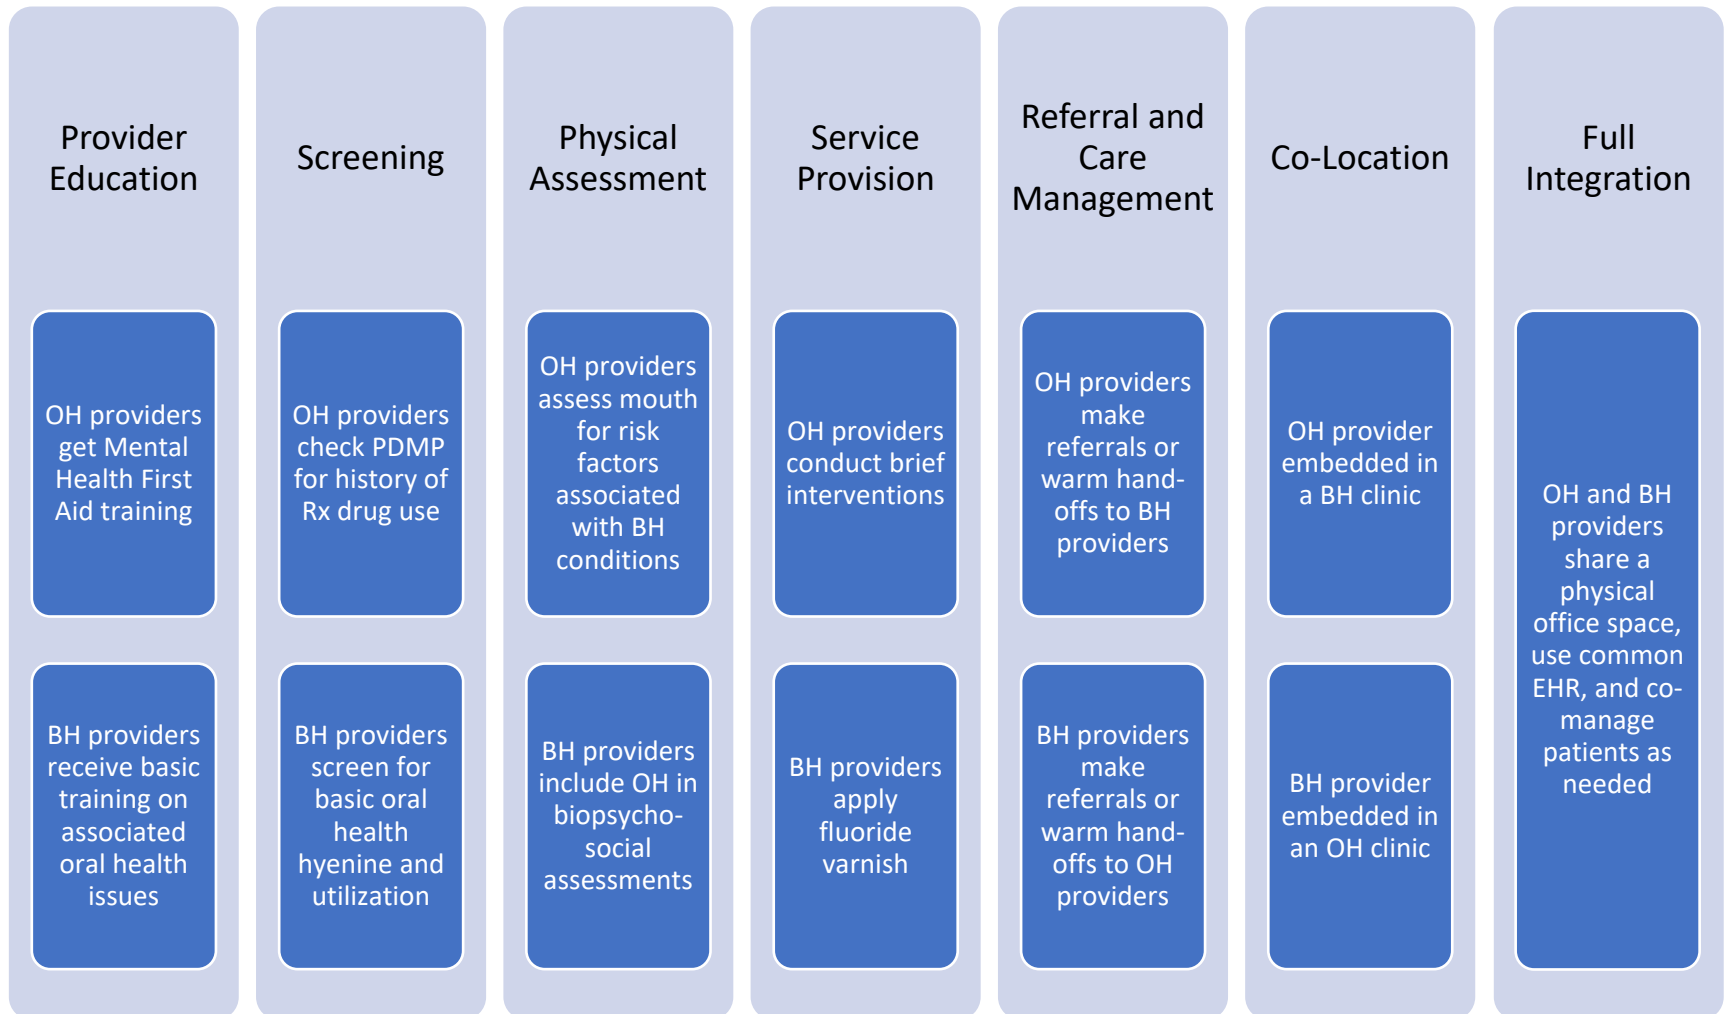 Provider
Education
OH providers
get Mental
Health First
Aid training
BH providers
receive basic
training on
associated
oral health
issues
Screening
OH providers
check PDMP
for history of
Rx drug use
BH providers
screen for
basic oral
health
hyenine and
utilization
Physical
Assessment
OH providers
assess mouth
for risk
factors
associated
with BH
conditions
BH providers
include OH in
biopsycho-
social
assessments
Service
Provision
OH providers
conduct brief
interventions
BH providers
apply
fluoride
varnish
Referral and
Care
Management
OH providers
make
referrals or
warm hand-
offs to BH
providers
BH providers
make
referrals or
warm hand-
offs to OH
providers
Co-Location
OH provider
embedded in
a BH clinic
BH provider
embedded in
an OH clinic
Full
Integration
OH and BH
providers
share a
physical
office space,
use common
EHR, and co-
manage
patients as
needed